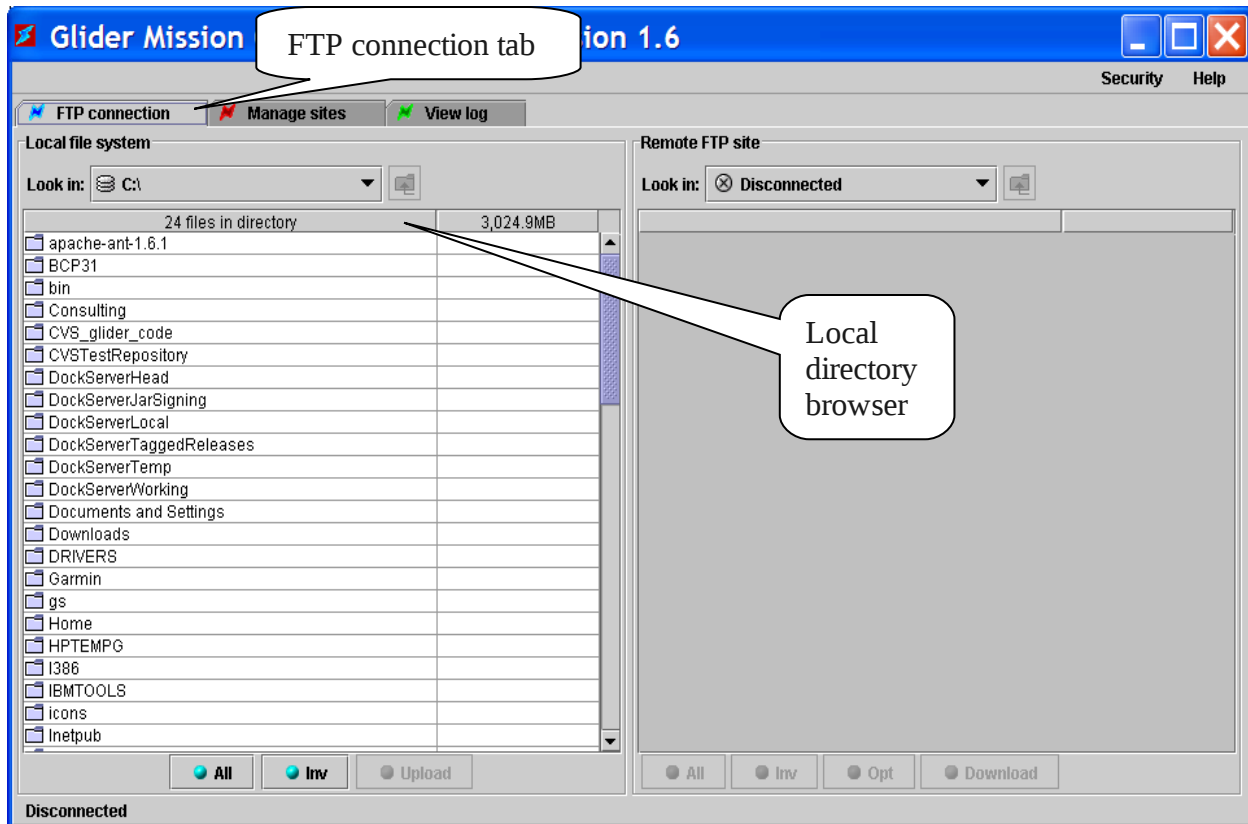 Glider Mission
ion 1.6
FTP connection tab
Security Help
FTP connection Manage sites View log
Local file system
Look in: C:\
24 files in directory 3,024.9MB
apache-ant-1.6.1
BCP31
bin
Consulting
CVS_glider_code
CVSTestRepository
DockServerHead
DockServerJarSigning
DockServerLocal
DockServerTaggedReleases
DockServerTemp
DockServerWorking
Documents and Settings
Downloads
DRIVERS
Garmin
gs
Home
HPTEMPG
I386
IBMTOOLS
icons
Inetpub
All Inv Upload
Remote FTP site
Look in: Disconnected
Local
directory
browser
All Inv Opt Download
Disconnected